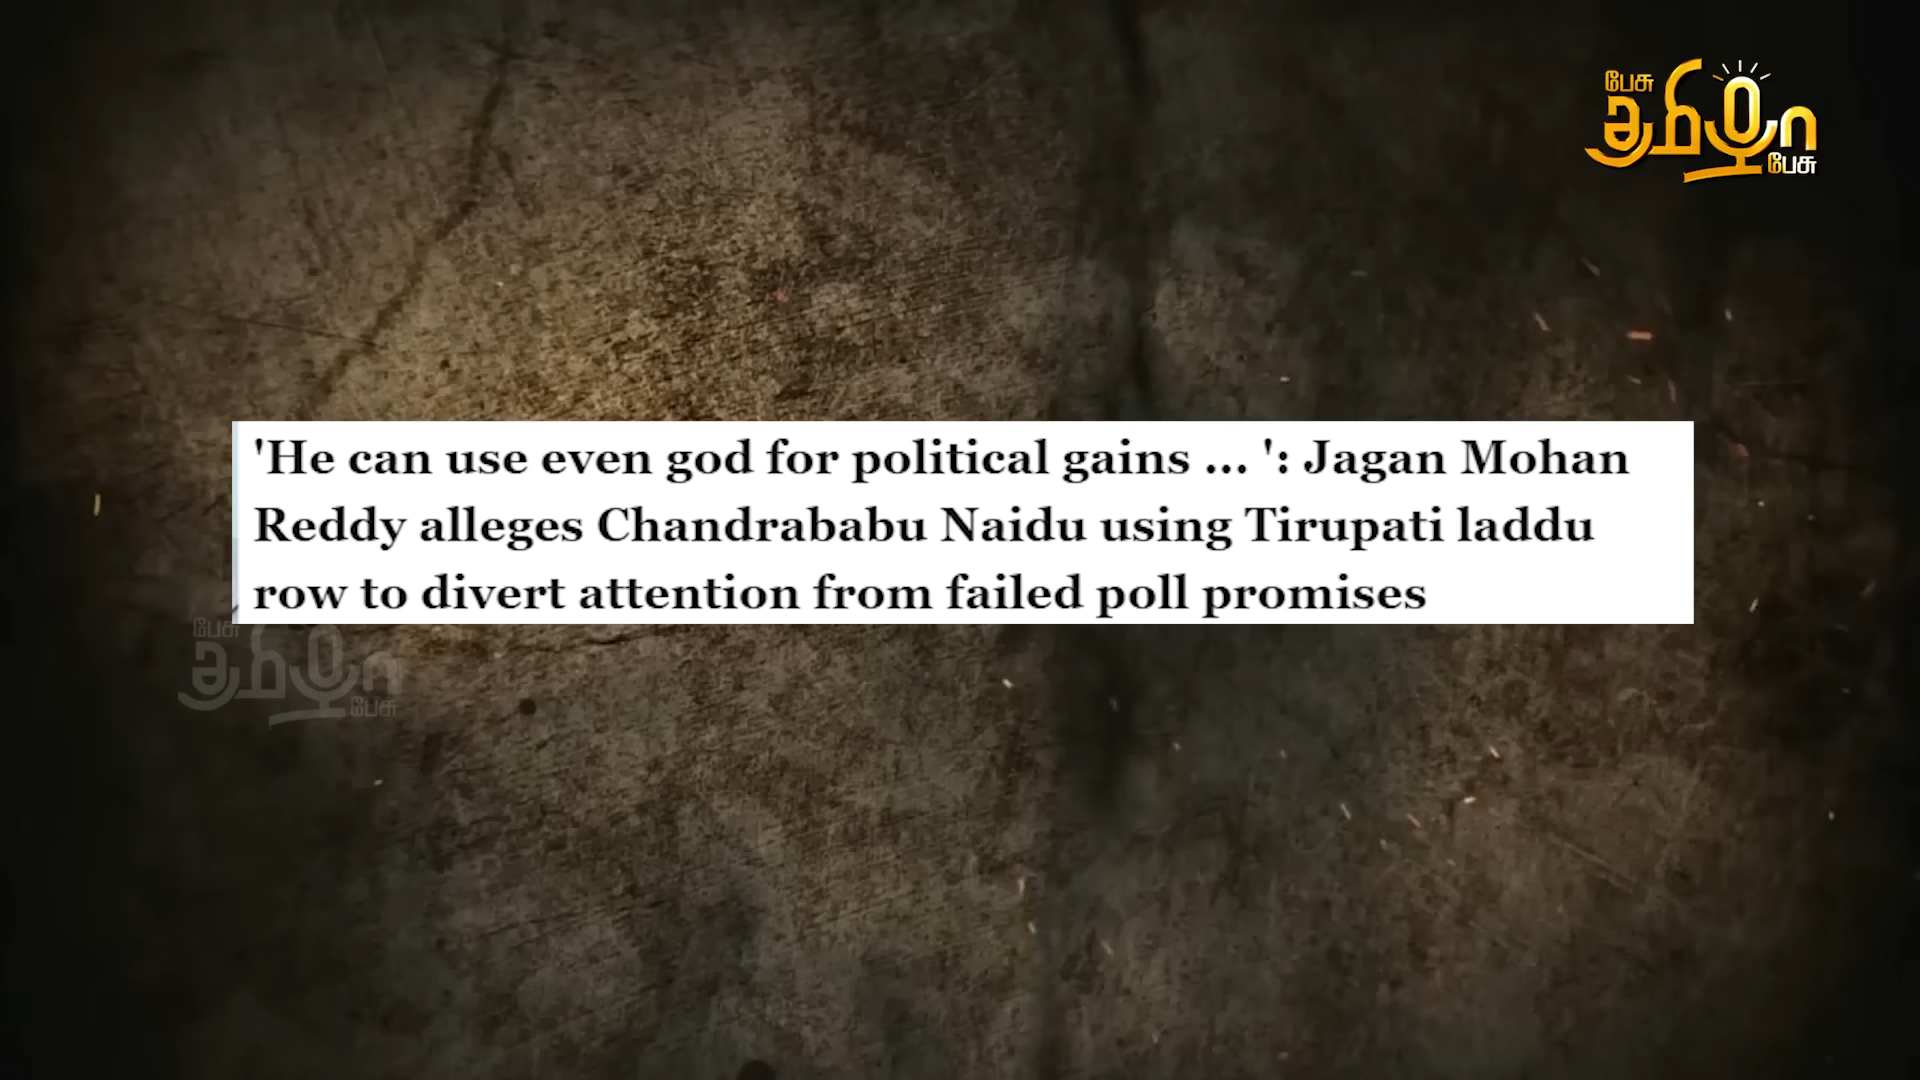 பேசு
தமிழா
பேசு
'He can use even god for political gains ... ': Jagan Mohan
Reddy alleges Chandrababu Naidu using Tirupati laddu
row to divert attention from failed poll promises
பேசு
தமிழா
பேசு